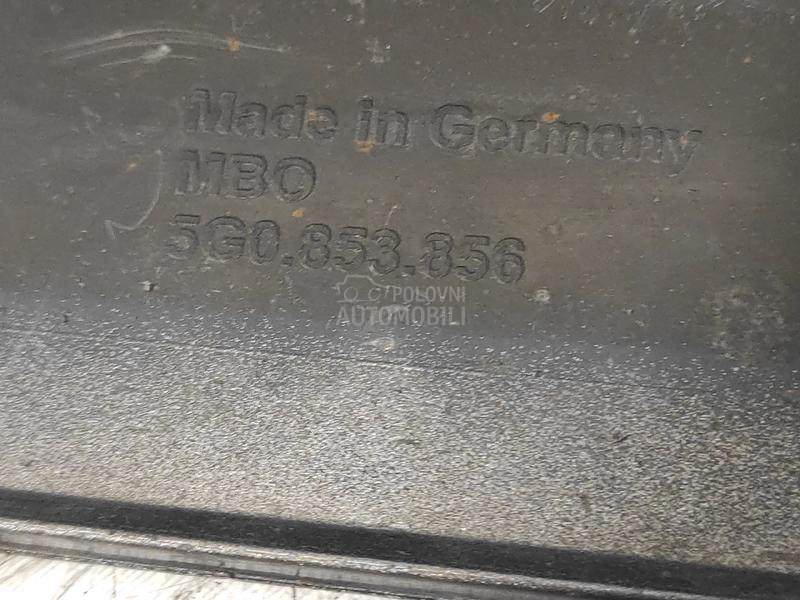 Made in Germany
MBO
5G0.853.856
POLOVNI
AUTOMOBILI